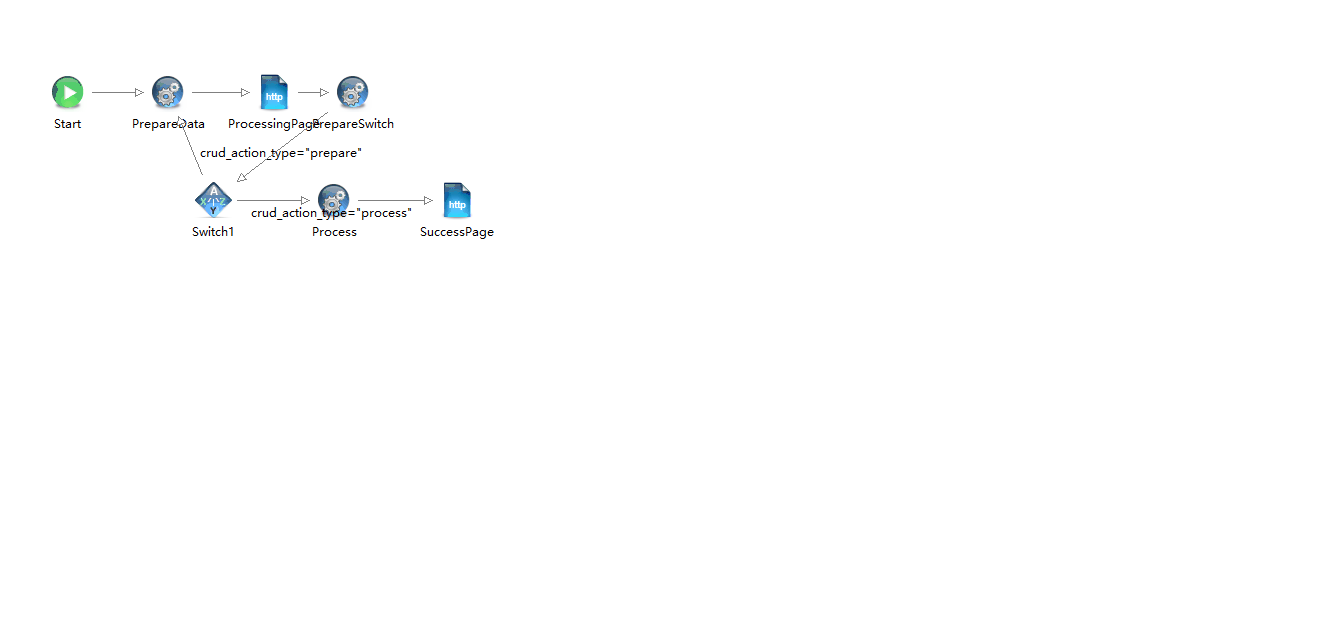 http
Start
PrepareData
ProcessingPage
PrepareSwitch
crud_action_type="prepare"
A
X
Z
Y
http
crud_action_type="process"
Switch1
Process
SuccessPage